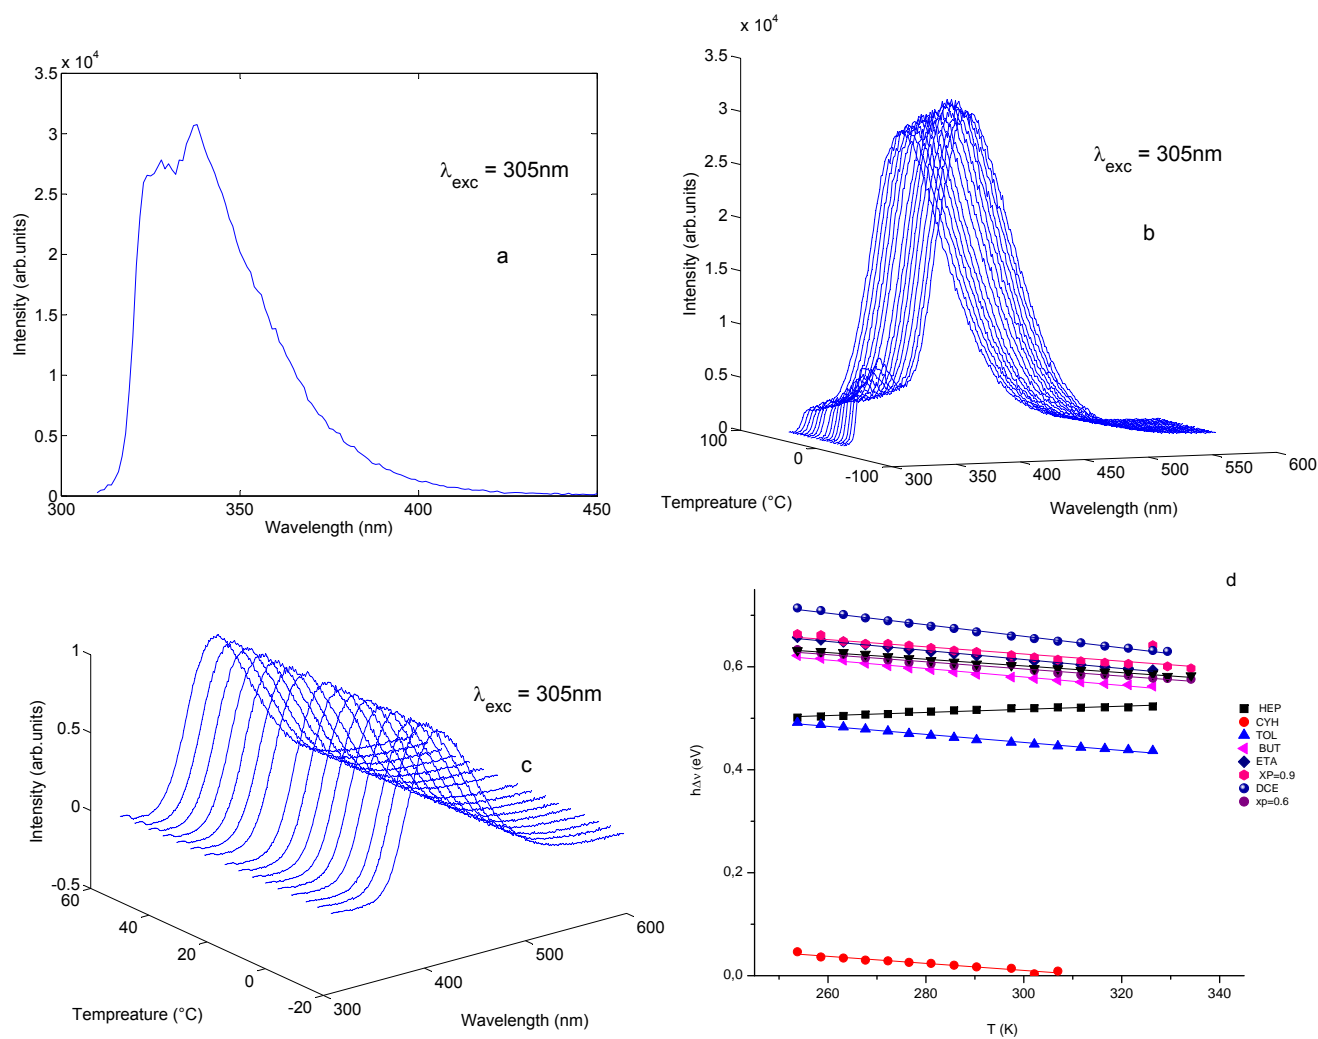 x 10⁴
3.5
3
2.5
2
1.5
1
0.5
0
300
350
400
450
Intensity (arb.units)
Wavelength (nm)
λexc = 305nm
a
x 10⁴
3.5
3
2.5
2
1.5
1
0.5
0
100
0
-100
300
350
400
450
500
550
600
Intensity (arb.units)
Tempreature (°C)
Wavelength (nm)
λexc = 305nm
b
1
0.5
0
-0.5
60
40
20
0
-20
300
400
500
600
Intensity (arb.units)
Tempreature (°C)
Wavelength (nm)
λexc = 305nm
c
d
0,6
0,4
0,2
0,0
260
280
300
320
340
hΔν (eV)
T (K)
HEP
CYH
TOL
BUT
ETA
XP=0.9
DCE
xp=0.6